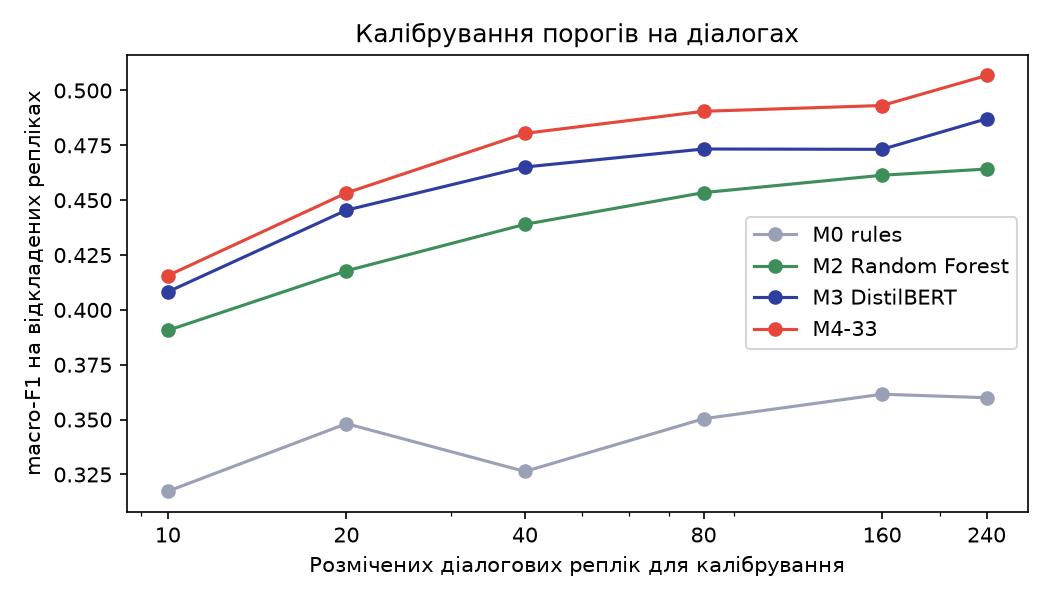 Калібрування порогів на діалогах
macro-F1 на відкладених репліках
0.500
0.475
0.450
0.425
0.400
0.375
0.350
0.325
M0 rules
M2 Random Forest
M3 DistilBERT
M4-33
10 20 40 80 160 240
Розмічених діалогових реплік для калібрування